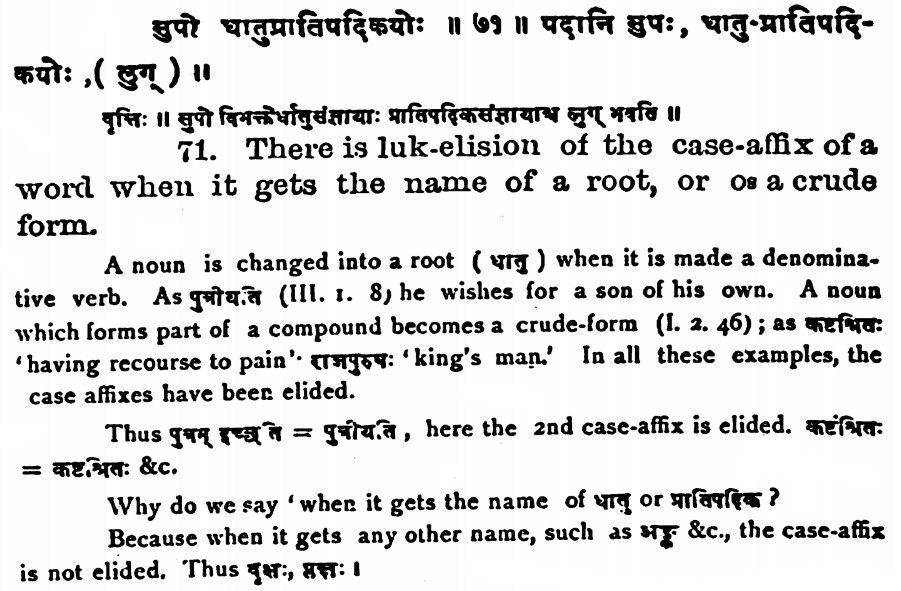 सुपो धातुप्रातिपदिकयोः ॥ ७१ ॥ पदानि सुपः, धातु-प्रातिपदि-
कयोः ,( लुग् ) ॥
वृत्तिः ॥ सुपो विभक्तेर्धातुसंज्ञायाः प्रातिपदिकसंज्ञायाश्च लुग् भवति ॥
71. There is luk-elision of the case-affix of a
word when it gets the name of a root, or os a crude
form.
A noun is changed into a root ( धातु ) when it is made a denomina-
tive verb. As पुत्रीयति (III. 1. 8) he wishes for a son of his own. A noun
which forms part of a compound becomes a crude-form (I. 2. 46) ; as कष्टश्रितः
'having recourse to pain' राजपुरुषः 'king's man.' In all these examples, the
case affixes have been elided.
Thus पुत्रम् इच्छति = पुत्रीयति , here the 2nd case-affix is elided. कष्टंश्रितः
= कष्टश्रितः &c.
Why do we say 'when it gets the name of धातु or प्रातिपदिक ?
Because when it gets any other name, such as अङ्ग &c., the case-affix
is not elided. Thus वृक्षः, प्लक्षः ।